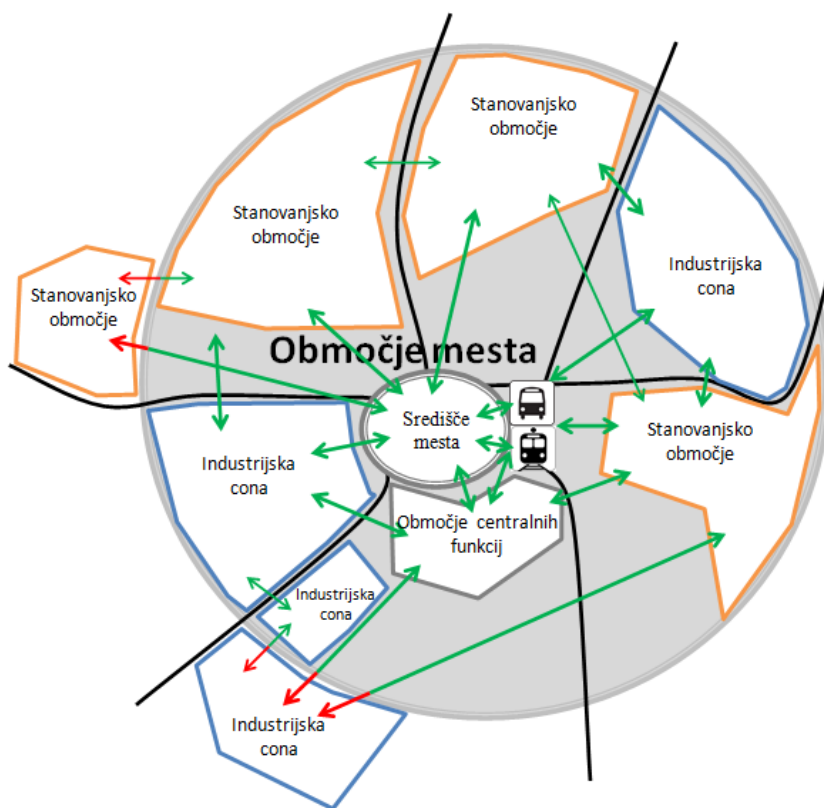 Stanovanjsko
območje
Stanovanjsko
območje
Industrijska
cona
Stanovanjsko
območje
Območje mesta
Središče
mesta
Stanovanjsko
območje
Industrijska
cona
Območje centralnih
funkcij
Industrijska
cona
Industrijska
cona